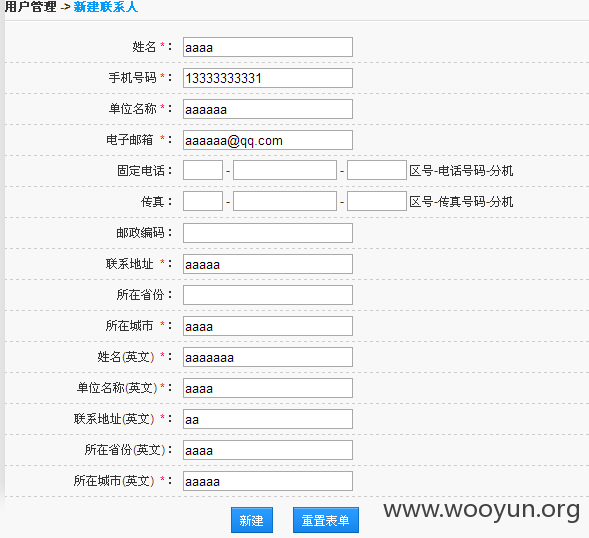 用户管理 -> 新建联系人
姓名 *： aaaa
手机号码 *： 13333333331
单位名称 *： aaaaaa
电子邮箱 *： aaaaaa@qq.com
固定电话： - - 区号-电话号码-分机
传真： - - 区号-传真号码-分机
邮政编码：
联系地址 *： aaaaa
所在省份：
所在城市 *： aaaa
姓名(英文) *： aaaaaaa
单位名称(英文) *： aaaa
联系地址(英文) *： aa
所在省份(英文)： aaaa
所在城市(英文) *： aaaaa
新建 重置表单
www.wooyun.org